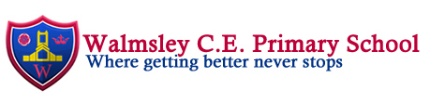 W
Walmsley C.E. Primary School
Where getting better never stops